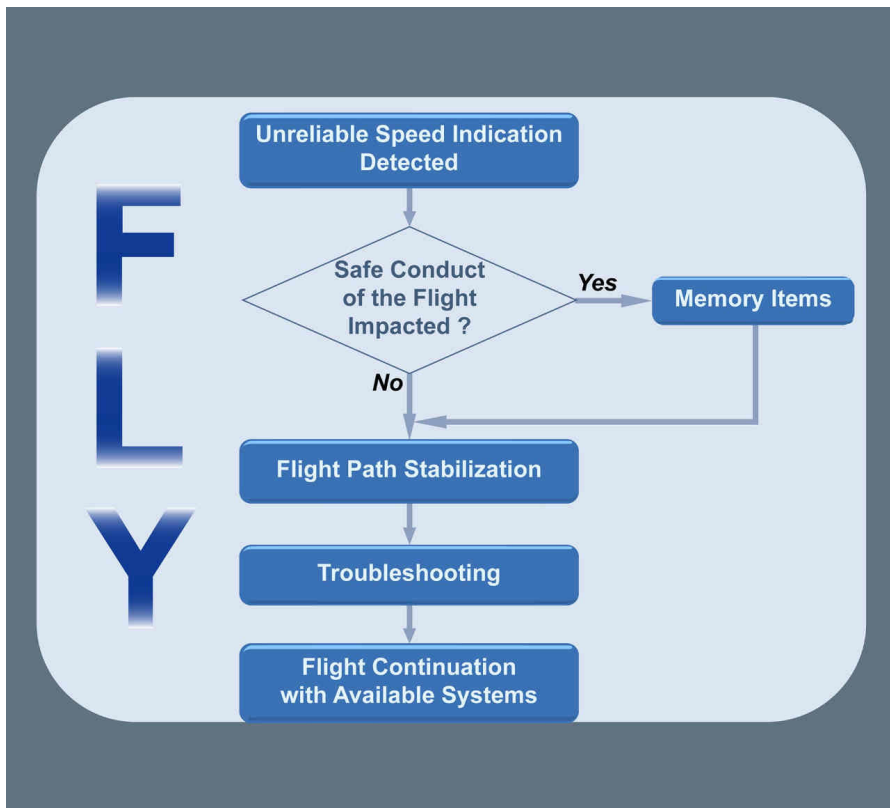 F
L
Y
Unreliable Speed Indication
Detected
Safe Conduct
of the Flight
Impacted ?
Yes
Memory Items
No
Flight Path Stabilization
Troubleshooting
Flight Continuation
with Available Systems